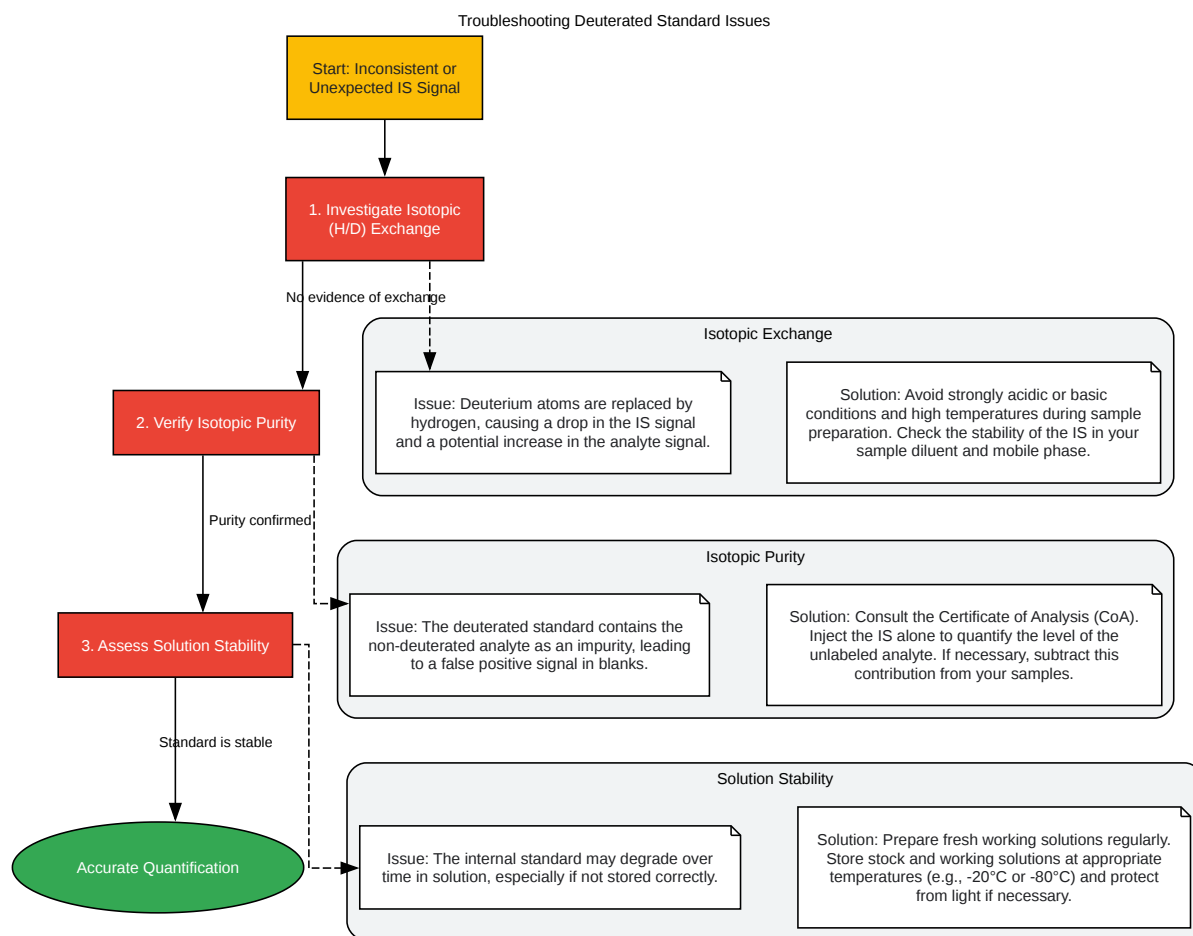 Troubleshooting Deuterated Standard Issues
Start: Inconsistent or
Unexpected IS Signal
1. Investigate Isotopic
(H/D) Exchange
No evidence of exchange
Isotopic Exchange
Issue: Deuterium atoms are replaced by
hydrogen, causing a drop in the IS signal
and a potential increase in the analyte signal.
Solution: Avoid strongly acidic or basic
conditions and high temperatures during sample
preparation. Check the stability of the IS in your
sample diluent and mobile phase.
2. Verify Isotopic Purity
Purity confirmed
Isotopic Purity
Issue: The deuterated standard contains the
non-deuterated analyte as an impurity, leading
to a false positive signal in blanks.
Solution: Consult the Certificate of Analysis (CoA).
Inject the IS alone to quantify the level of the
unlabeled analyte. If necessary, subtract this
contribution from your samples.
3. Assess Solution Stability
Standard is stable
Solution Stability
Issue: The internal standard may degrade over
time in solution, especially if not stored correctly.
Solution: Prepare fresh working solutions regularly.
Store stock and working solutions at appropriate
temperatures (e.g., -20°C or -80°C) and protect
from light if necessary.
Accurate Quantification